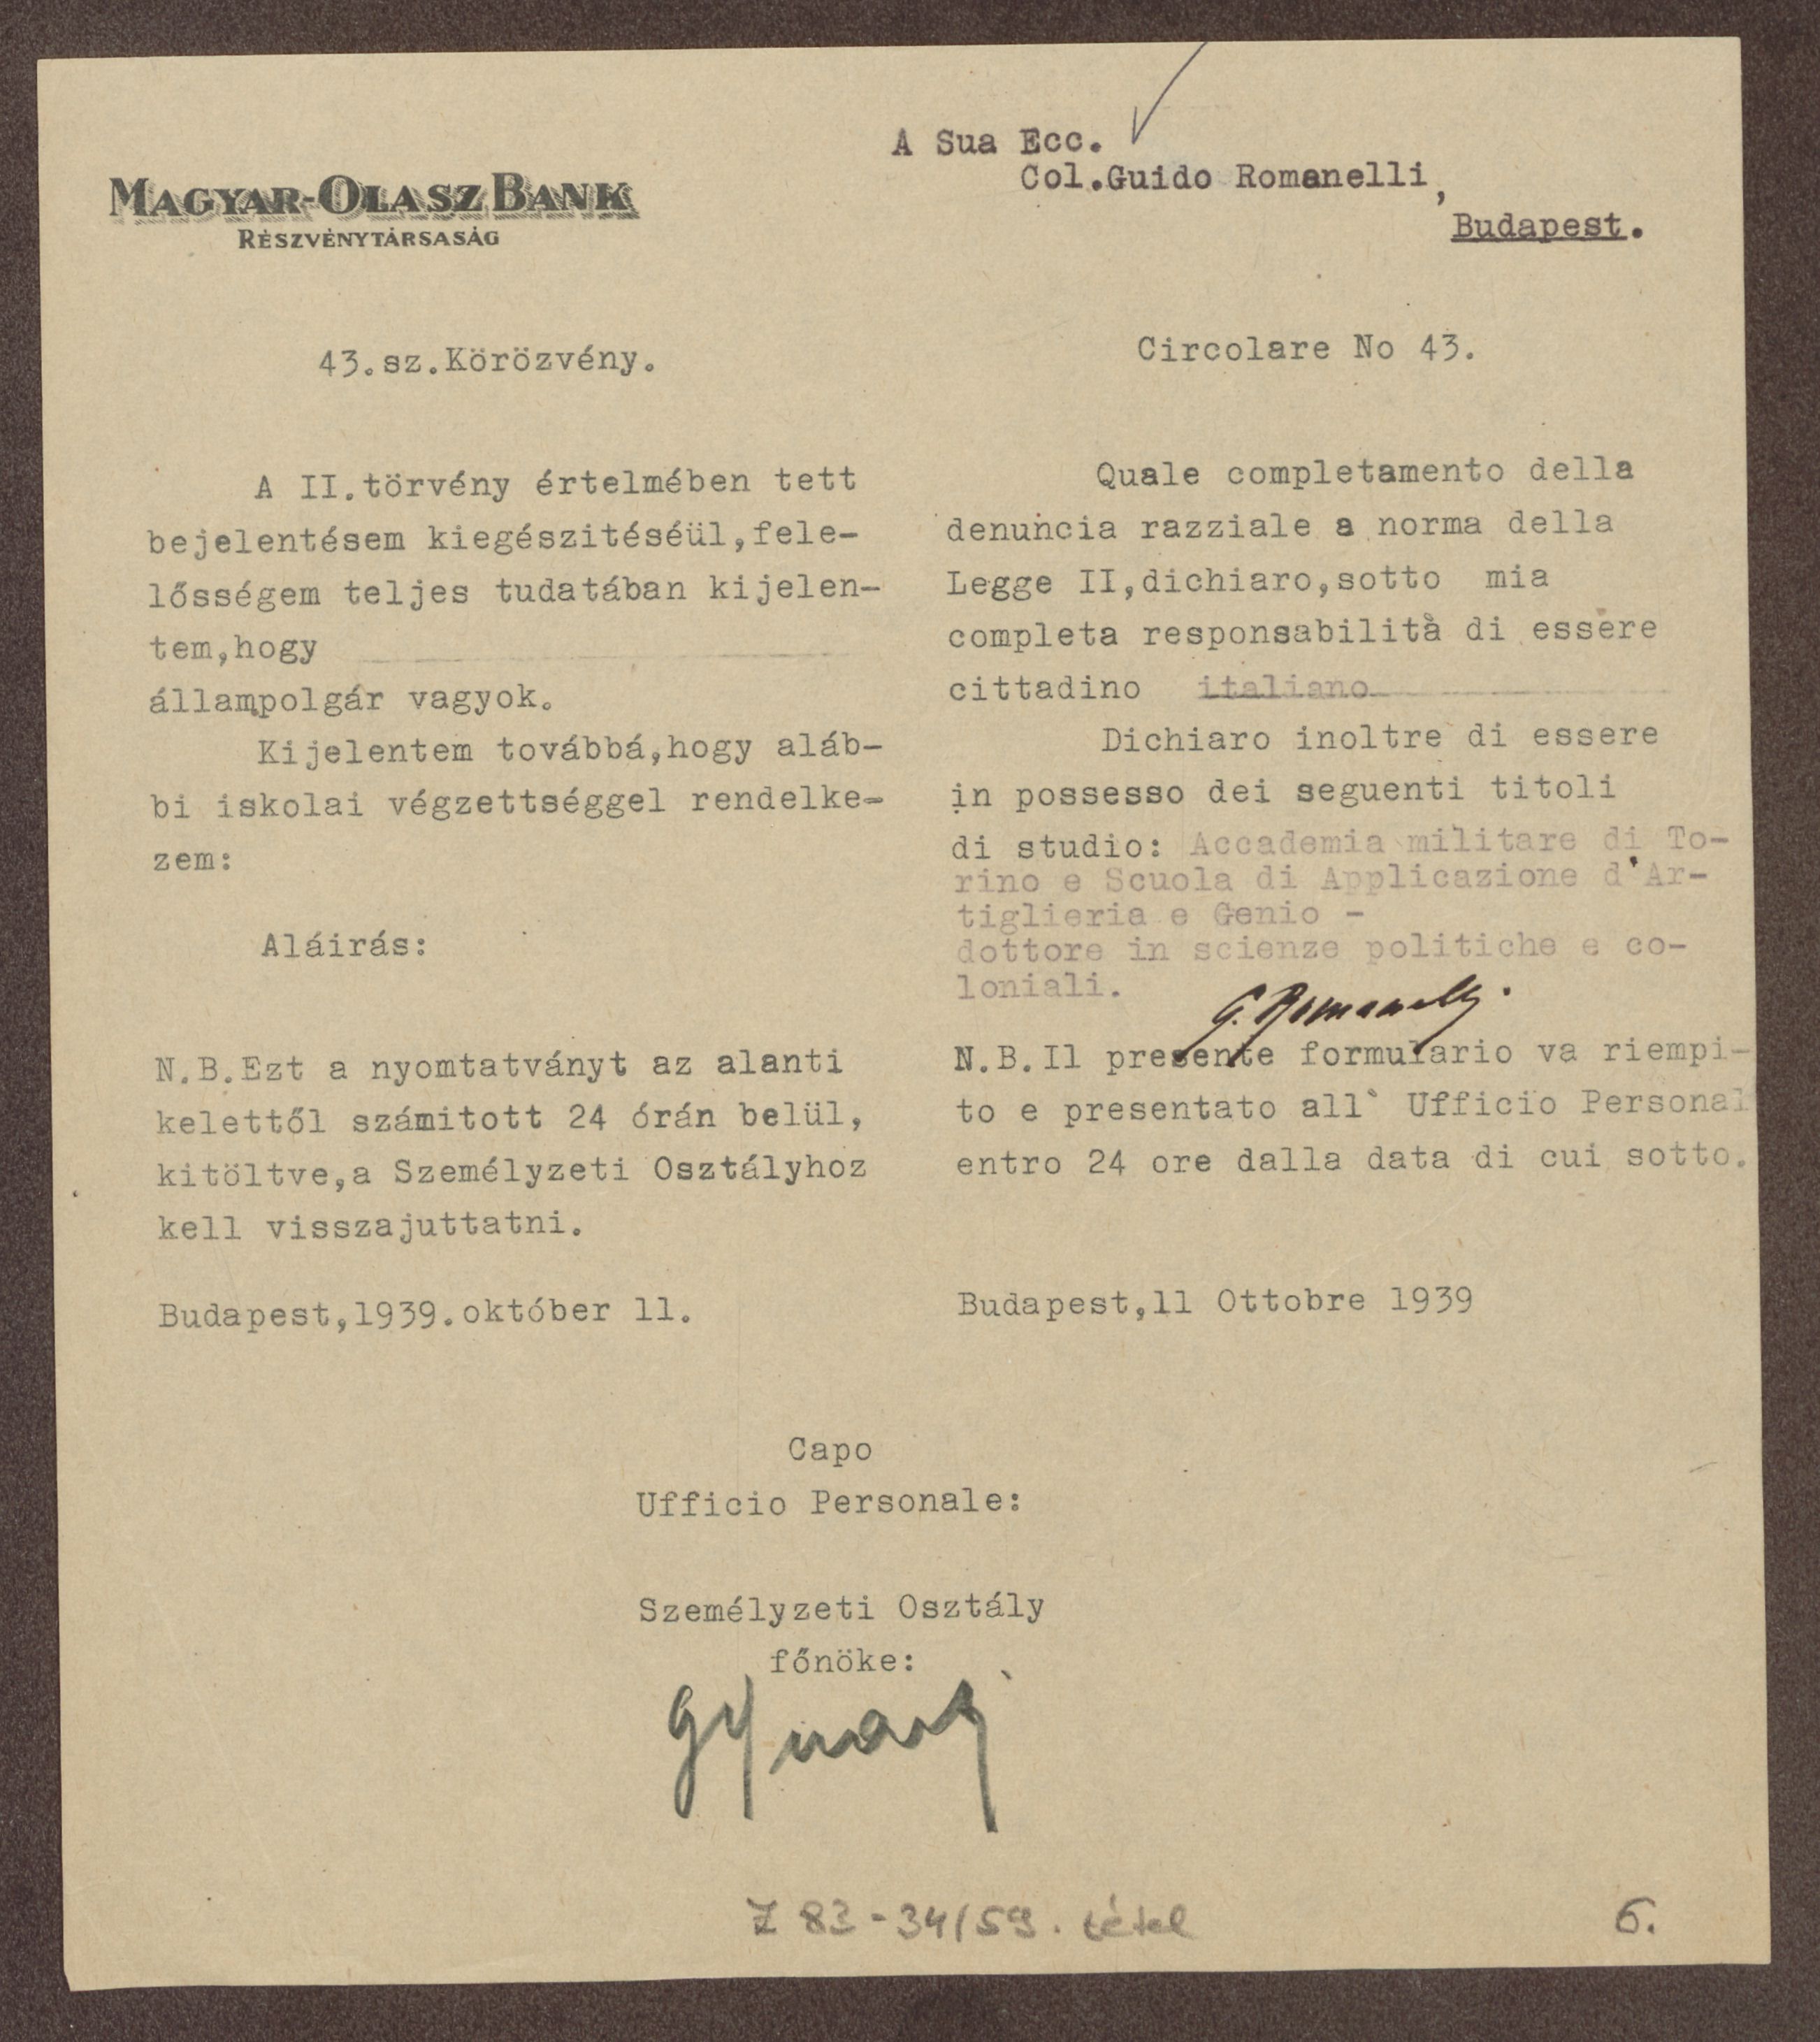 A Sua Ecc.
Col.Guido Romanelli,
Budapest.
MAGYAR-OLASZ BANK
RÉSZVÉNYTÁRSASÁG
43.sz.Körözvény.
A II.törvény értelmében tett
bejelentésem kiegészitéséül,fele-
lősségem teljes tudatában kijelen-
tem,hogy
állampolgár vagyok.
Kijelentem továbbá,hogy aláb-
bi iskolai végzettséggel rendelke-
zem:
Aláirás:
N.B.Ezt a nyomtatványt az alanti
kelettől számitott 24 órán belül,
kitöltve,a Személyzeti Osztályhoz
kell visszajuttatni.
Budapest,1939.október 11.
Circolare No 43.
Quale completamento della
denuncia razziale a norma della
Legge II,dichiaro,sotto mia
completa responsabilità di essere
cittadino italiano
Dichiaro inoltre di essere
in possesso dei seguenti titoli
di studio: Accademia militare di To-
rino e Scuola di Applicazione d'Ar-
tiglieria e Genio -
dottore in scienze politiche e co-
loniali.
G. Romanelli.
N.B.Il presente formulario va riempi-
to e presentato all` Ufficio Personal
entro 24 ore dalla data di cui sotto.
Budapest,11 Ottobre 1939
Capo
Ufficio Personale:
Személyzeti Osztály
főnöke:
Z 83-34/59. tétel
6.